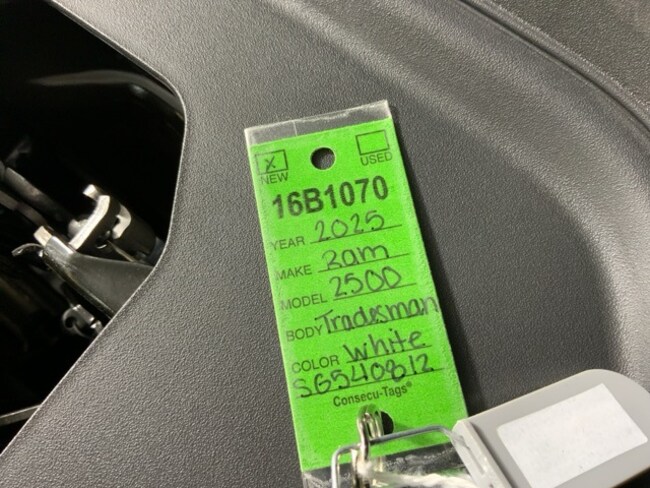 X
NEW USED
16B1070
YEAR 2025
MAKE Ram
MODEL 2500
BODY Tradesman
COLOR White
SG540812
Consecu-Tags®